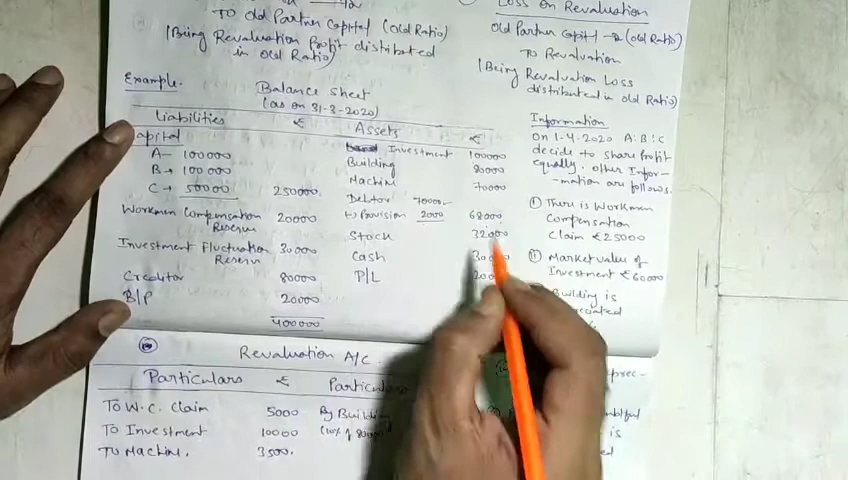 To Old Partner Capital (Old Ratio)
(Being Revaluation Profit distributed
in Old Ratio)
Loss on Revaluation
Old Partner Capitl (Old Ratio)
To Revaluation
(Being Revaluation Loss
distributed in Old Ratio)
Example.
Balance Sheet
(as on 31-3-2020)
Liabilities ₹ Assets ₹
Capital Investment 100000
A- 100000 Building 80000
B→ 100000 Machine 70000
C→ 50000 250000 Debtor 70000
Workmen Compensation Reserve 20000 (-) Provision 2000 68000
Stock 32000
Investment Fluctuation Reserve 30000 Cash
Creditor 80000 P/L
B/P 20000
400000
Information
On 1-4-2020 A:B:C
decide to share Profit
equally, other Infor-
-mation are follows.
(i) There is Workmen
Compensation
Claim ₹25000
(ii) Market value of
Investment ₹60000
Building is
Revaluation A/C
Particulars ₹ Particulars
To W.C. Claim 5000 By Building
To Investment 10000 (10% of 80000
To Machine. 3500.